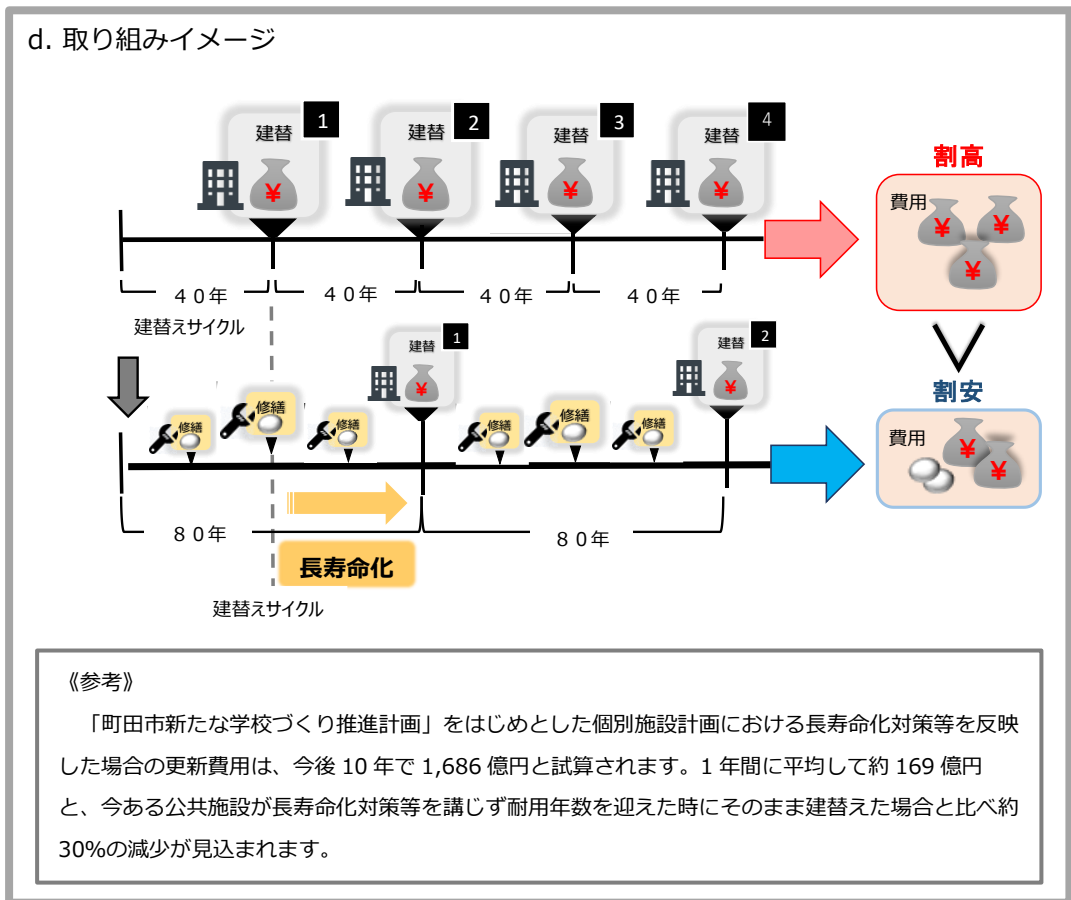 d. 取り組みイメージ
建替 1
建替 2
建替 3
建替 4
¥
¥
¥
¥
割高
費用
¥ ¥
¥
４０年
４０年
４０年
４０年
建替えサイクル
建替 1
建替 2
¥
¥
割安
修繕
修繕
修繕
修繕
修繕
修繕
費用
¥
¥
８０年
８０年
長寿命化
建替えサイクル
《参考》
「町田市新たな学校づくり推進計画」をはじめとした個別施設計画における長寿命化対策等を反映
した場合の更新費用は、今後 10 年で 1,686 億円と試算されます。1 年間に平均して約 169 億円
と、今ある公共施設が長寿命化対策等を講じず耐用年数を迎えた時にそのまま建替えた場合と比べ約
30%の減少が見込まれます。